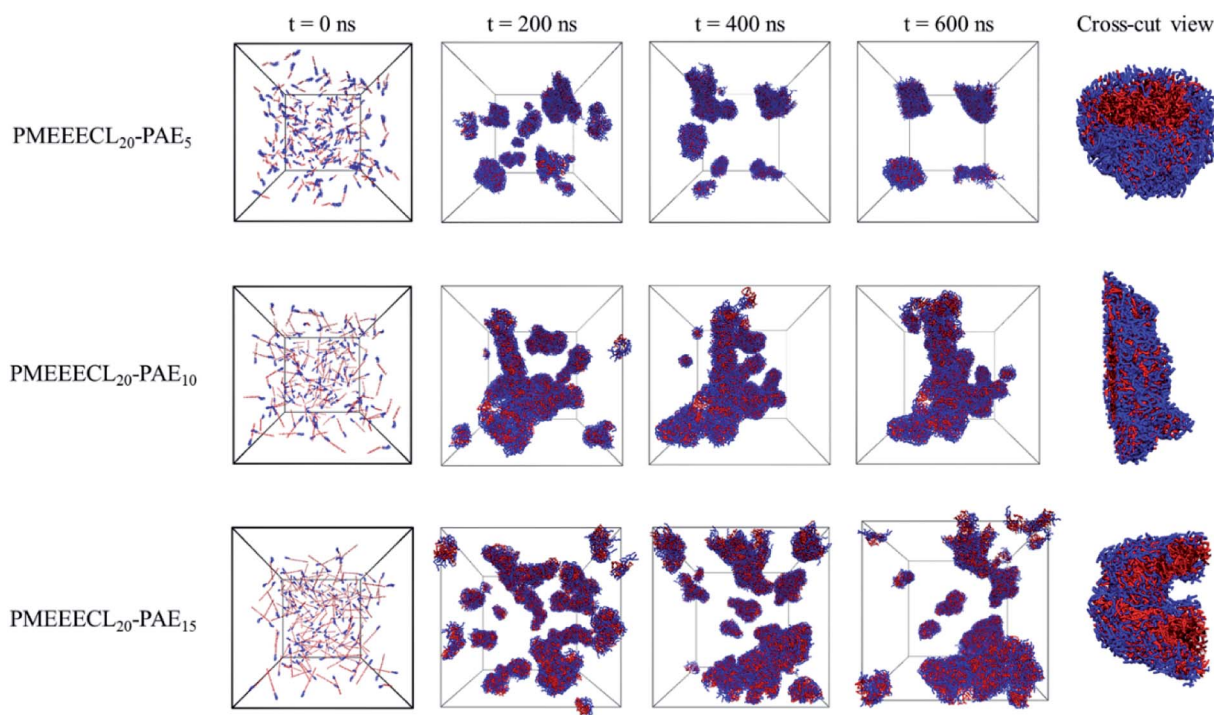 t = 0 ns t = 200 ns t = 400 ns t = 600 ns Cross-cut view
PMEEECL₂₀-PAE₅
PMEEECL₂₀-PAE₁₀
PMEEECL₂₀-PAE₁₅